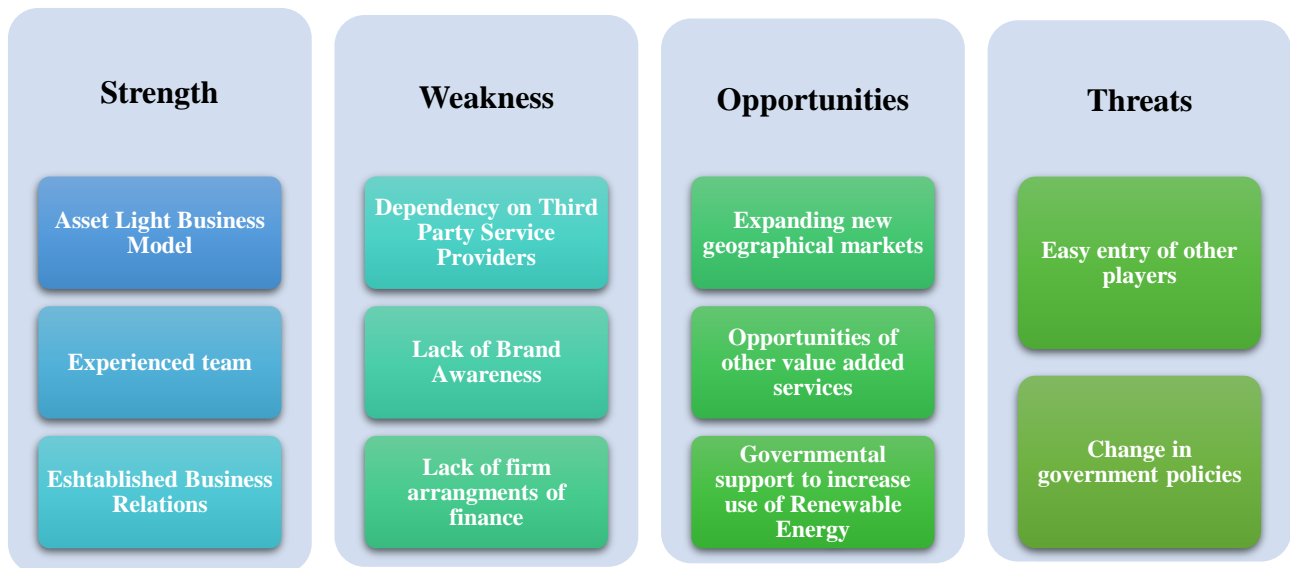 Strength
Asset Light Business
Model
Experienced team
Eshtablished Business
Relations
Weakness
Dependency on Third
Party Service
Providers
Lack of Brand
Awareness
Lack of firm
arrangments of
finance
Opportunities
Expanding new
geographical markets
Opportunities of
other value added
services
Governmental
support to increase
use of Renewable
Energy
Threats
Easy entry of other
players
Change in
government policies